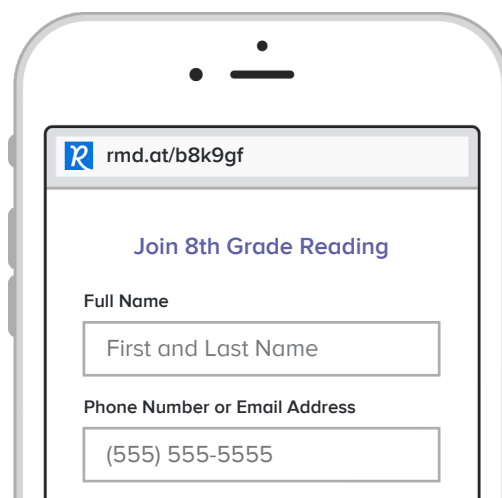 R rmd.at/b8k9gf
Join 8th Grade Reading
Full Name
First and Last Name
Phone Number or Email Address
(555) 555-5555